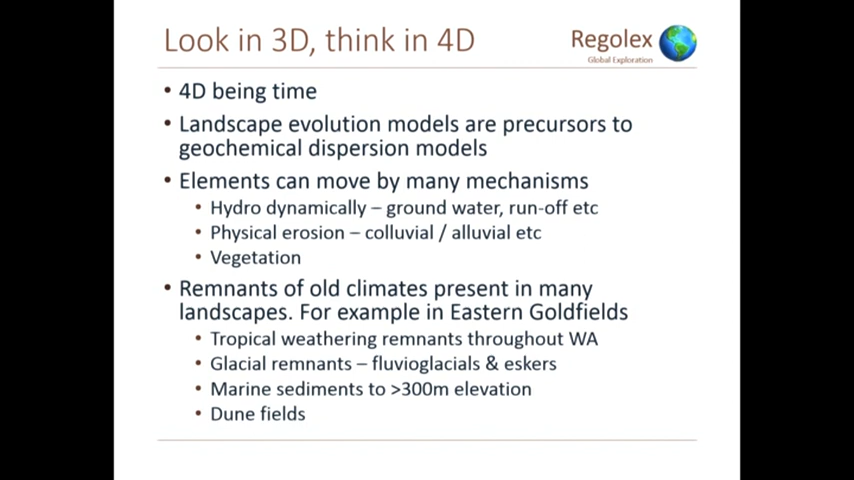 Look in 3D, think in 4D
Regolex
Global Exploration
• 4D being time
• Landscape evolution models are precursors to
geochemical dispersion models
• Elements can move by many mechanisms
• Hydro dynamically – ground water, run-off etc
• Physical erosion – colluvial / alluvial etc
• Vegetation
• Remnants of old climates present in many
landscapes. For example in Eastern Goldfields
• Tropical weathering remnants throughout WA
• Glacial remnants – fluvioglacials & eskers
• Marine sediments to >300m elevation
• Dune fields